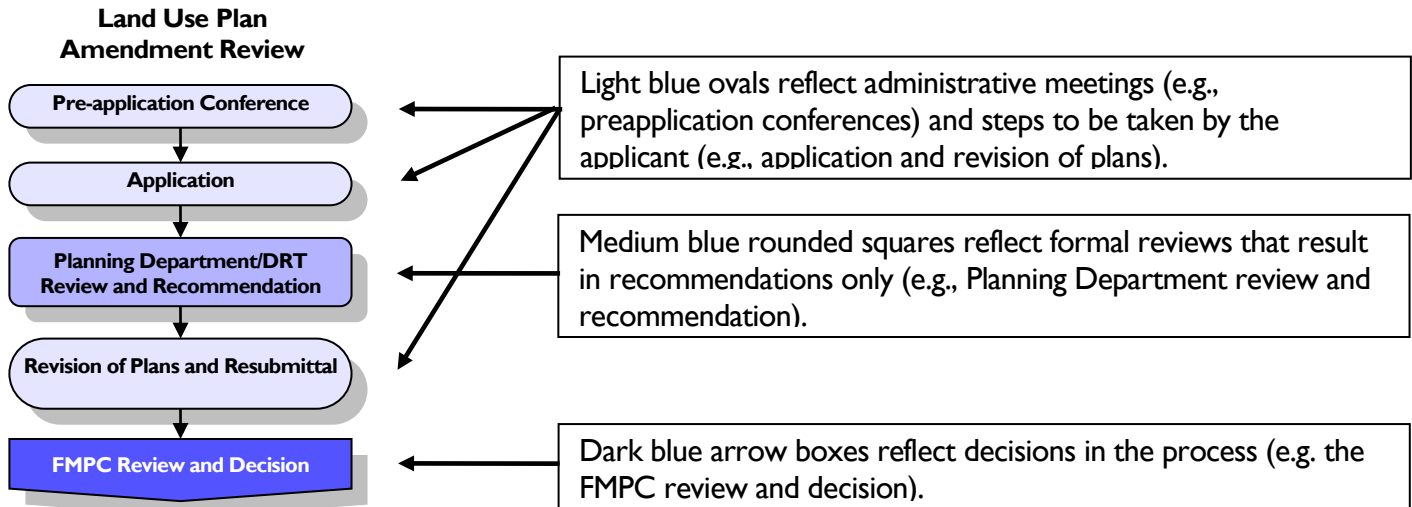 Land Use Plan
Amendment Review
Pre-application Conference
Application
Planning Department/DRT
Review and Recommendation
Revision of Plans and Resubmittal
FMPC Review and Decision
Light blue ovals reflect administrative meetings (e.g.,
preapplication conferences) and steps to be taken by the
applicant (e.g., application and revision of plans).
Medium blue rounded squares reflect formal reviews that result
in recommendations only (e.g., Planning Department review and
recommendation).
Dark blue arrow boxes reflect decisions in the process (e.g. the
FMPC review and decision).